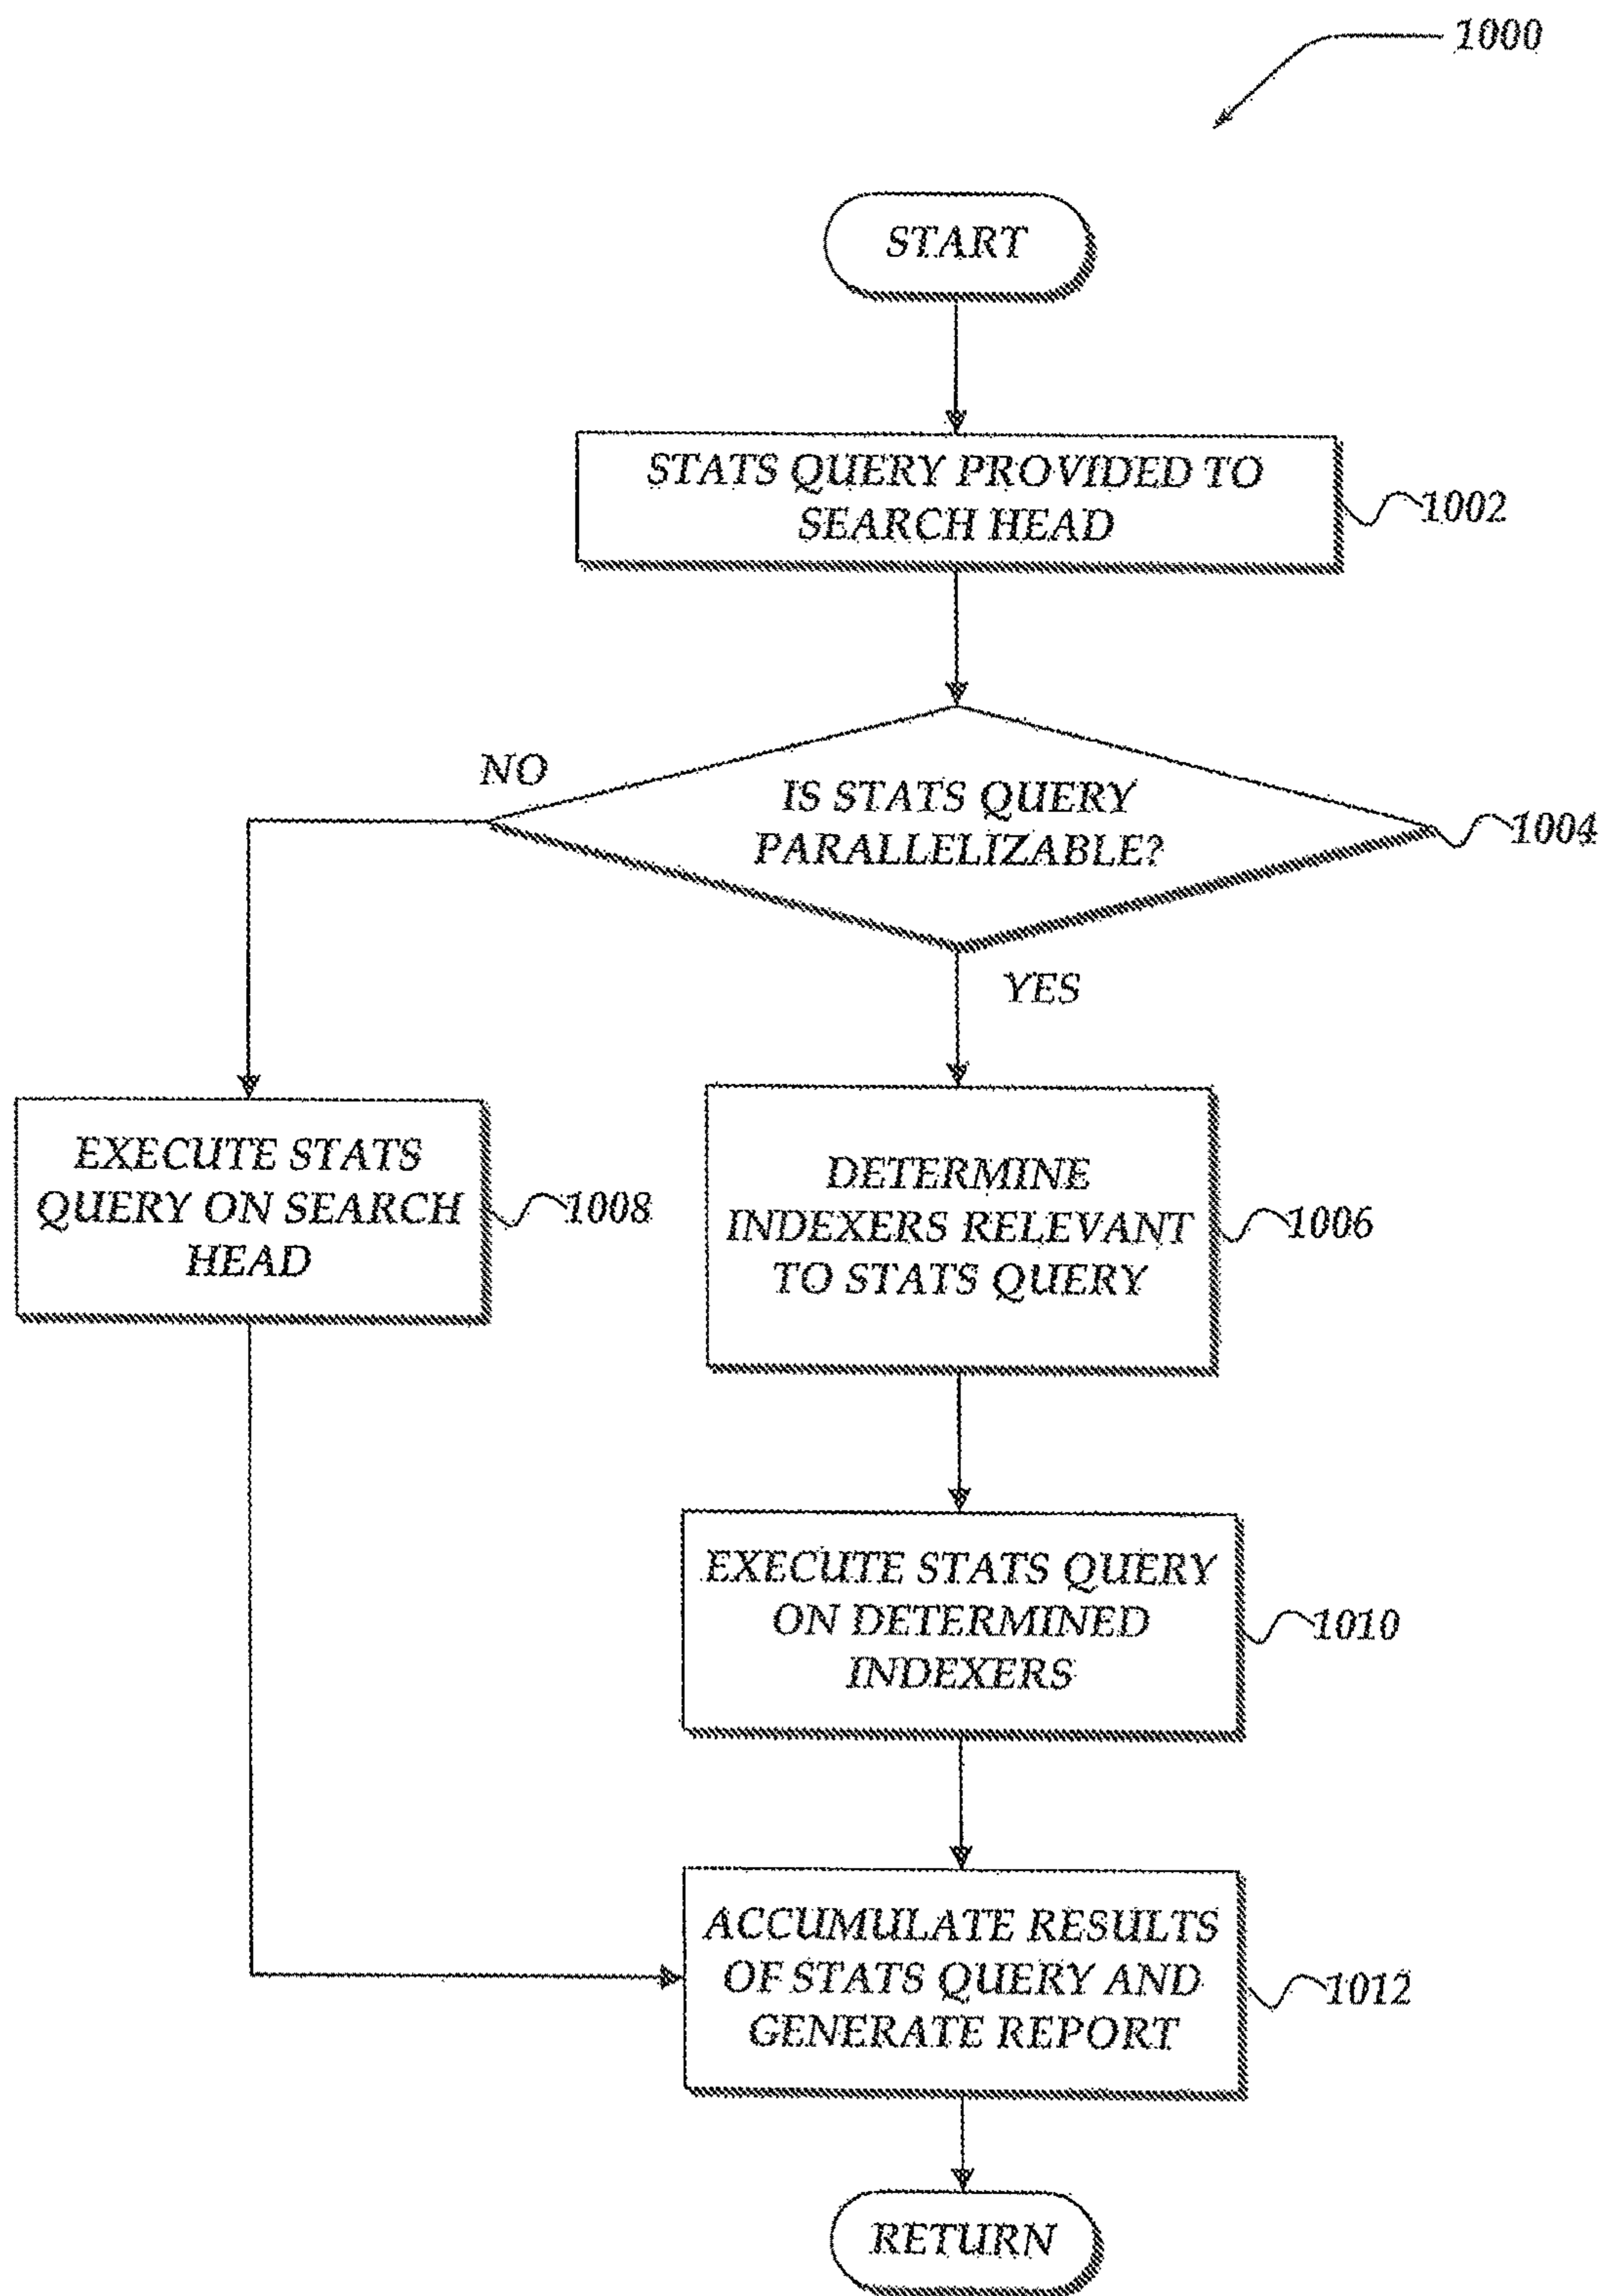 1000
START
STATS QUERY PROVIDED TO
SEARCH HEAD
1002
NO
IS STATS QUERY
PARALLELIZABLE?
1004
YES
EXECUTE STATS
QUERY ON SEARCH
HEAD
1008
DETERMINE
INDEXERS RELEVANT
TO STATS QUERY
1006
EXECUTE STATS QUERY
ON DETERMINED
INDEXERS
1010
ACCUMULATE RESULTS
OF STATS QUERY AND
GENERATE REPORT
1012
RETURN